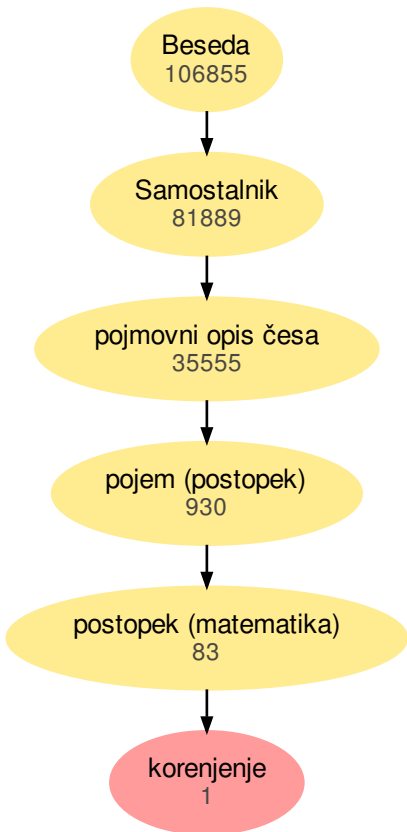 Beseda
106855
Samostalnik
81889
pojmovni opis česa
35555
pojem (postopek)
930
postopek (matematika)
83
korenjenje
1